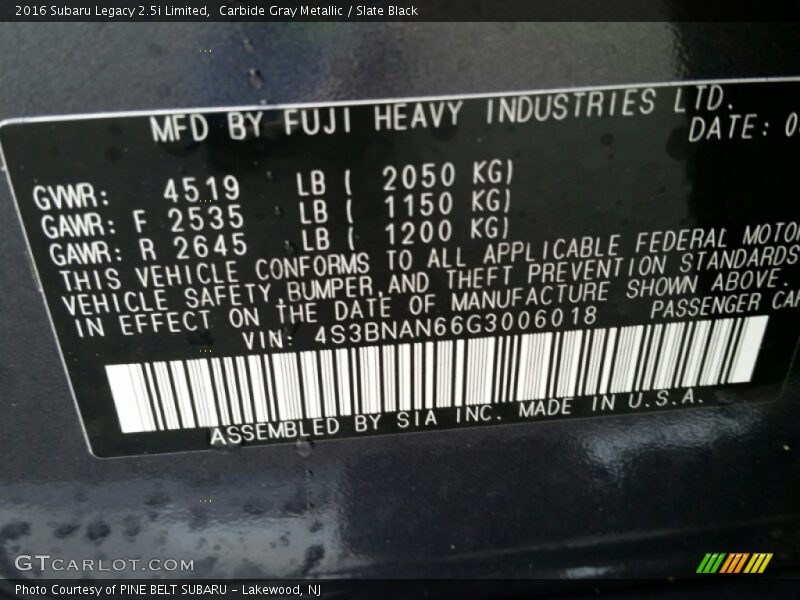 2016 Subaru Legacy 2.5i Limited,  Carbide Gray Metallic / Slate Black
MFD BY FUJI HEAVY INDUSTRIES LTD.
DATE: 0
GVWR: 4519 LB ( 2050 KG)
GAWR: F 2535 LB ( 1150 KG)
GAWR: R 2645 LB ( 1200 KG)
THIS VEHICLE CONFORMS TO ALL APPLICABLE FEDERAL MOTO
VEHICLE SAFETY,BUMPER,AND THEFT PREVENTION STANDARDS
IN EFFECT ON THE DATE OF MANUFACTURE SHOWN ABOVE.
VIN: 4S3BNAN66G3006018 PASSENGER CA
ASSEMBLED BY SIA INC. MADE IN U.S.A.
GTCARLOT.COM
Photo Courtesy of PINE BELT SUBARU - Lakewood, NJ